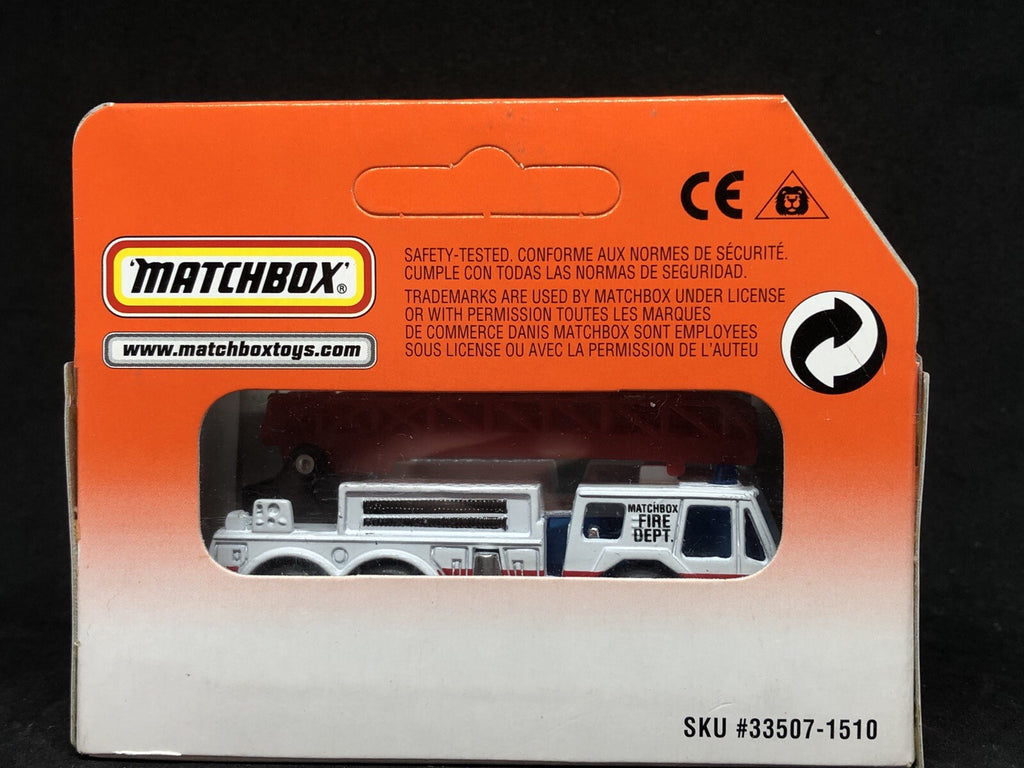 CE
'MATCHBOX'®
www.matchboxtoys.com
SAFETY-TESTED. CONFORME AUX NORMES DE SÉCURITÉ.
CUMPLE CON TODAS LAS NORMAS DE SEGURIDAD.
TRADEMARKS ARE USED BY MATCHBOX UNDER LICENSE
OR WITH PERMISSION TOUTES LES MARQUES
DE COMMERCE DANIS MATCHBOX SONT EMPLOYEES
SOUS LICENSE OU AVEC LA PERMISSION DE L'AUTEU
MATCHBOX
FIRE
DEPT.
SKU #33507-1510